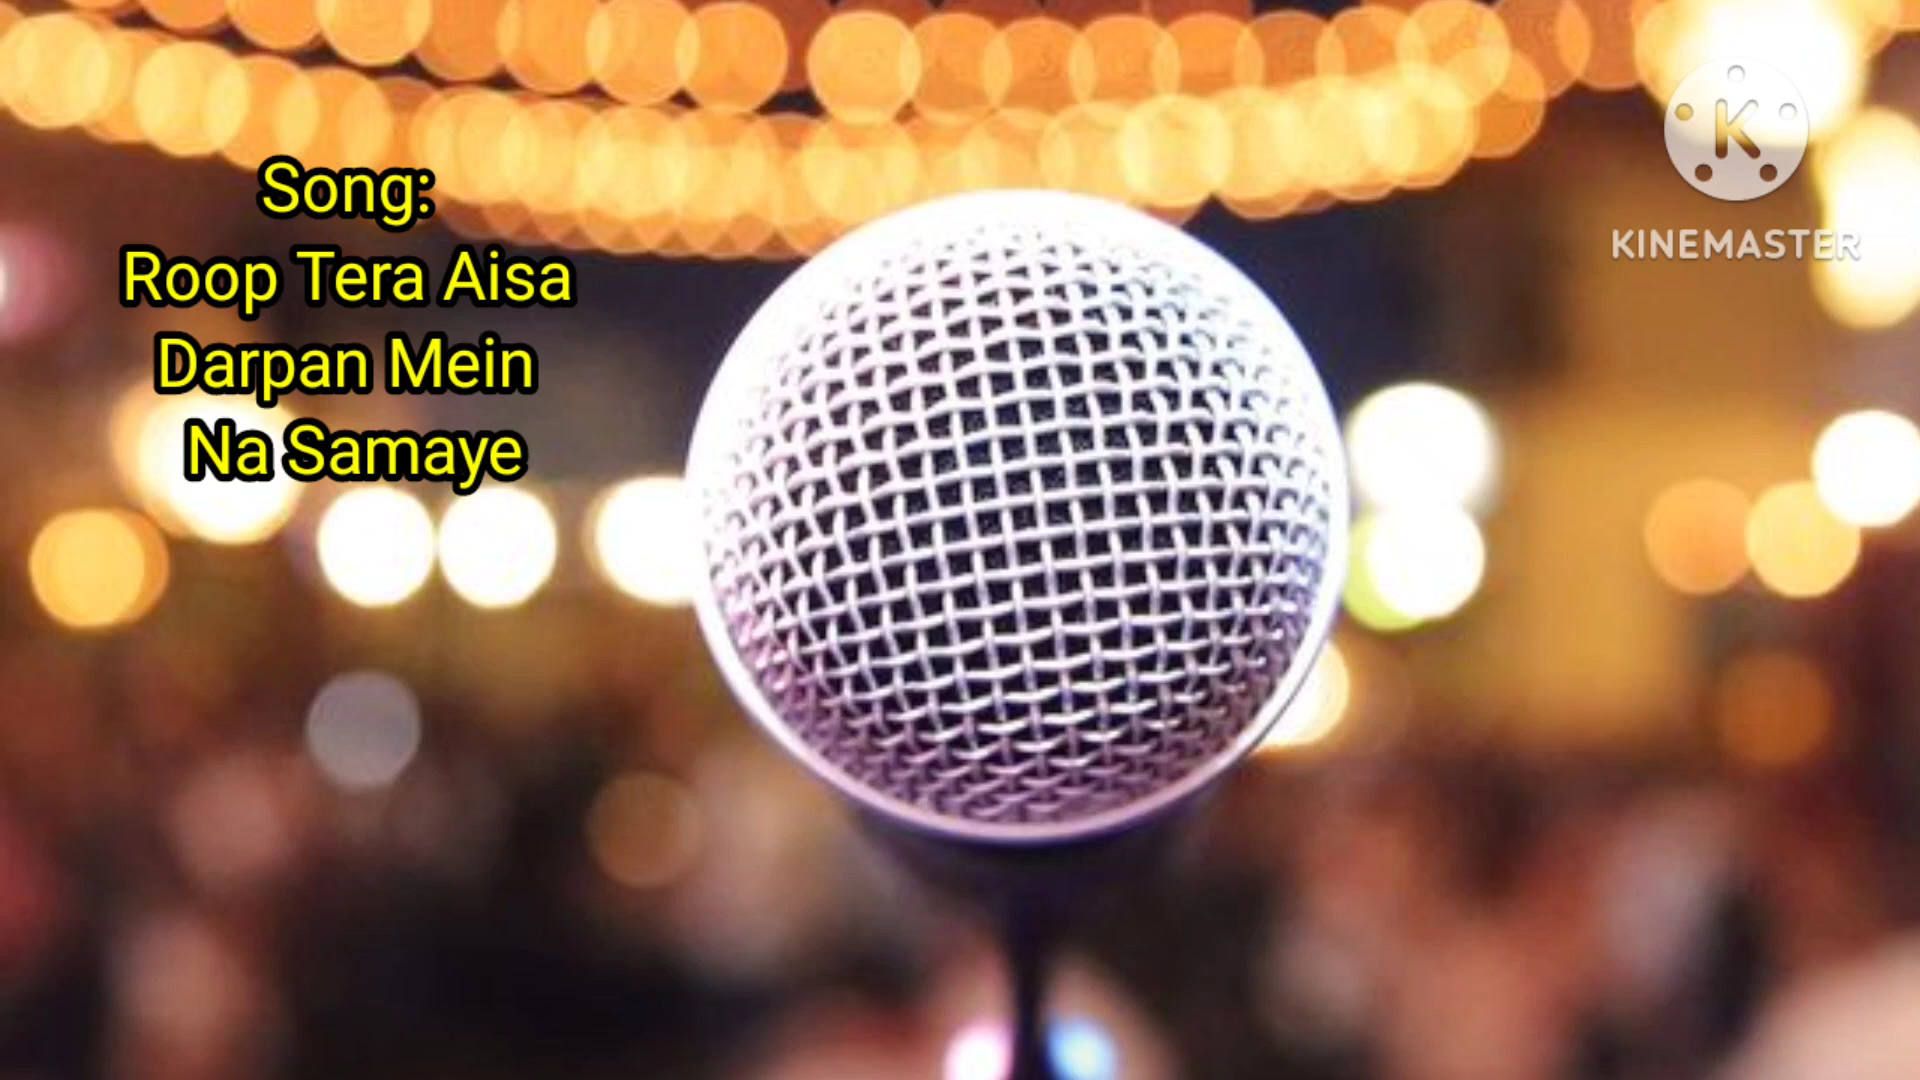 Song:
Roop Tera Aisa
Darpan Mein
Na Samaye
K
KINEMASTER